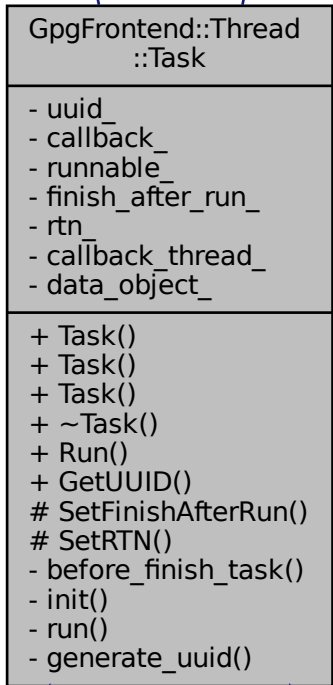 GpgFrontend::Thread
::Task
- uuid_
- callback_
- runnable_
- finish_after_run_
- rtn_
- callback_thread_
- data_object_
+ Task()
+ Task()
+ Task()
+ ~Task()
+ Run()
+ GetUUID()
# SetFinishAfterRun()
# SetRTN()
- before_finish_task()
- init()
- run()
- generate_uuid()